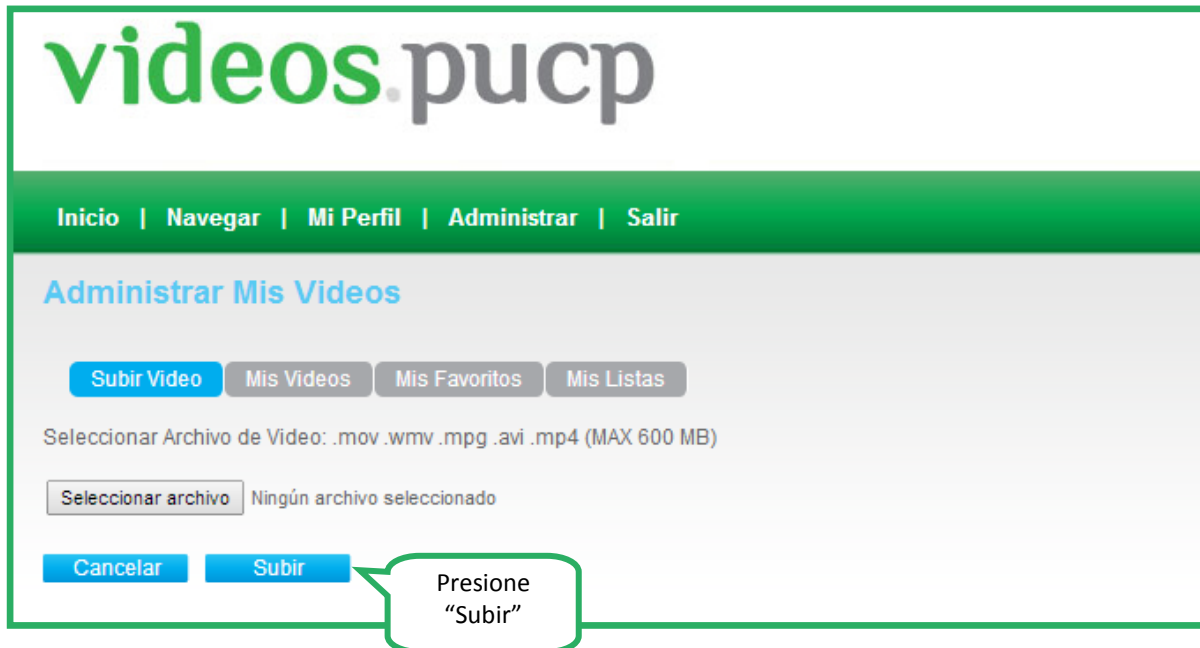 videos.pucp
Inicio | Navegar | Mi Perfil | Administrar | Salir
Administrar Mis Videos
Subir Video Mis Videos Mis Favoritos Mis Listas
Seleccionar Archivo de Video: .mov .wmv .mpg .avi .mp4 (MAX 600 MB)
Seleccionar archivo Ningún archivo seleccionado
Cancelar Subir
Presione
“Subir”